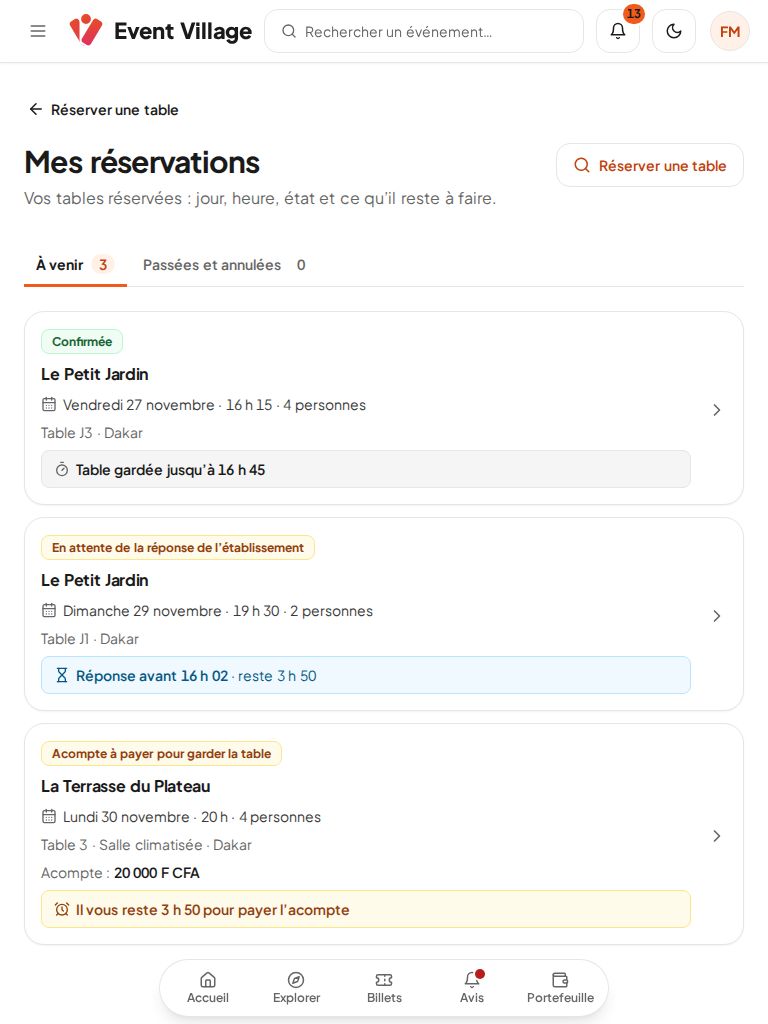 Event Village
Rechercher un événement...
13
FM
Réserver une table
Mes réservations
Réserver une table
Vos tables réservées : jour, heure, état et ce qu’il reste à faire.
À venir 3
Passées et annulées 0
Confirmée
Le Petit Jardin
Vendredi 27 novembre · 16 h 15 · 4 personnes
Table J3 · Dakar
Table gardée jusqu’à 16 h 45
En attente de la réponse de l’établissement
Le Petit Jardin
Dimanche 29 novembre · 19 h 30 · 2 personnes
Table J1 · Dakar
Réponse avant 16 h 02 · reste 3 h 50
Acompte à payer pour garder la table
La Terrasse du Plateau
Lundi 30 novembre · 20 h · 4 personnes
Table 3 · Salle climatisée · Dakar
Acompte : 20 000 F CFA
Il vous reste 3 h 50 pour payer l’acompte
Accueil
Explorer
Billets
Avis
Portefeuille